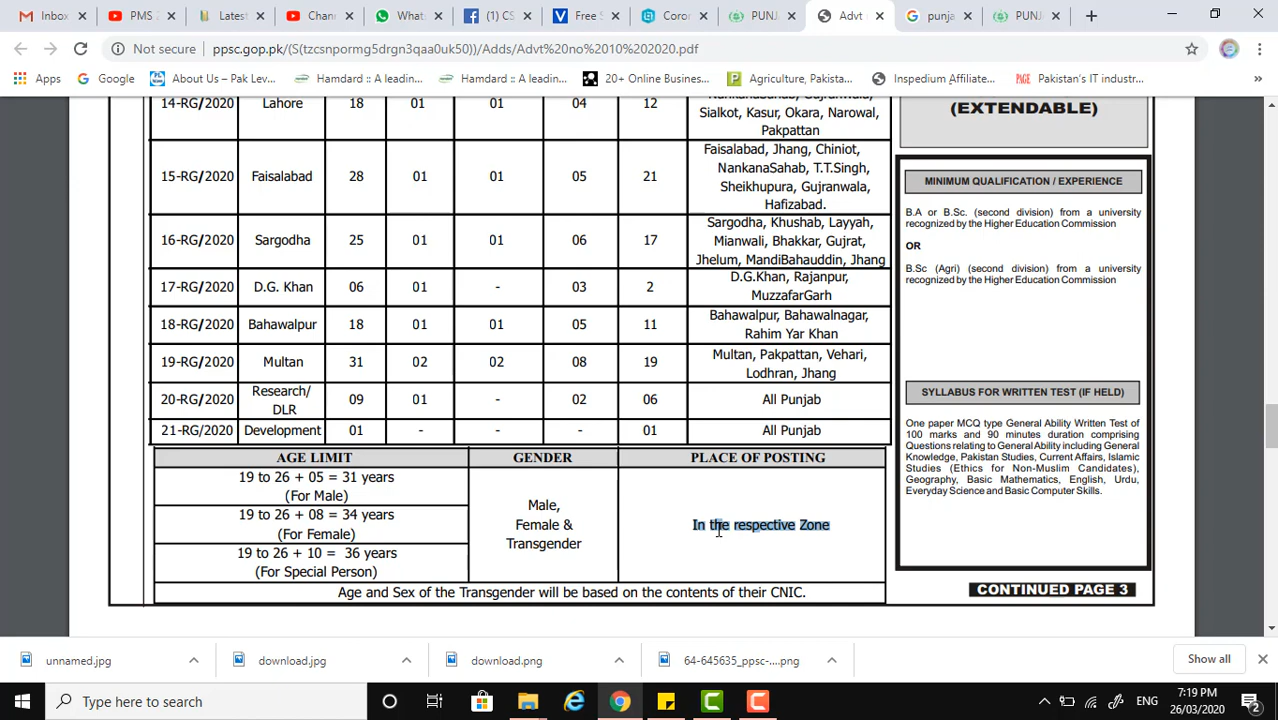 Inbox
PMS 2
Latest
Chann
Whats
(1) CS
Free S
Coron
PUNJ
Advt
punja
PUNJ
Not secure
ppsc.gop.pk/(S(tzcsnpormg5drgn3qaa0uk50))/Adds/Advt%20no%2010%202020.pdf
Apps
Google
About Us – Pak Lev...
Hamdard :: A leadin...
Hamdard :: A leadin...
20+ Online Busines...
Agriculture, Pakista...
Inspedium Affiliate...
Pakistan's IT industr...
14-RG/2020 Lahore 18 01 01 04 12
Sialkot, Kasur, Okara, Narowal,
Pakpattan
15-RG/2020 Faisalabad 28 01 01 05 21
Faisalabad, Jhang, Chiniot,
NankanaSahab, T.T.Singh,
Sheikhupura, Gujranwala,
Hafizabad.
16-RG/2020 Sargodha 25 01 01 06 17
Sargodha, Khushab, Layyah,
Mianwali, Bhakkar, Gujrat,
Jhelum, MandiBahauddin, Jhang
17-RG/2020 D.G. Khan 06 01 - 03 2
D.G.Khan, Rajanpur,
MuzzafarGarh
18-RG/2020 Bahawalpur 18 01 01 05 11
Bahawalpur, Bahawalnagar,
Rahim Yar Khan
19-RG/2020 Multan 31 02 02 08 19
Multan, Pakpattan, Vehari,
Lodhran, Jhang
20-RG/2020 Research/
DLR 09 01 - 02 06 All Punjab
21-RG/2020 Development 01 - - - 01 All Punjab
AGE LIMIT
19 to 26 + 05 = 31 years
(For Male)
19 to 26 + 08 = 34 years
(For Female)
19 to 26 + 10 = 36 years
(For Special Person)
GENDER
Male,
Female &
Transgender
PLACE OF POSTING
In the respective Zone
Age and Sex of the Transgender will be based on the contents of their CNIC.
(EXTENDABLE)
MINIMUM QUALIFICATION / EXPERIENCE
B.A or B.Sc. (second division) from a university
recognized by the Higher Education Commission
OR
B.Sc (Agri) (second division) from a university
recognized by the Higher Education Commission
SYLLABUS FOR WRITTEN TEST (IF HELD)
One paper MCQ type General Ability Written Test of
100 marks and 90 minutes duration comprising
Questions relating to General Ability including General
Knowledge, Pakistan Studies, Current Affairs, Islamic
Studies (Ethics for Non-Muslim Candidates),
Geography, Basic Mathematics, English, Urdu,
Everyday Science and Basic Computer Skills.
CONTINUED PAGE 3
unnamed.jpg
download.jpg
download.png
64-645635_ppsc-....png
Show all
Type here to search
ENG
7:19 PM
26/03/2020
2